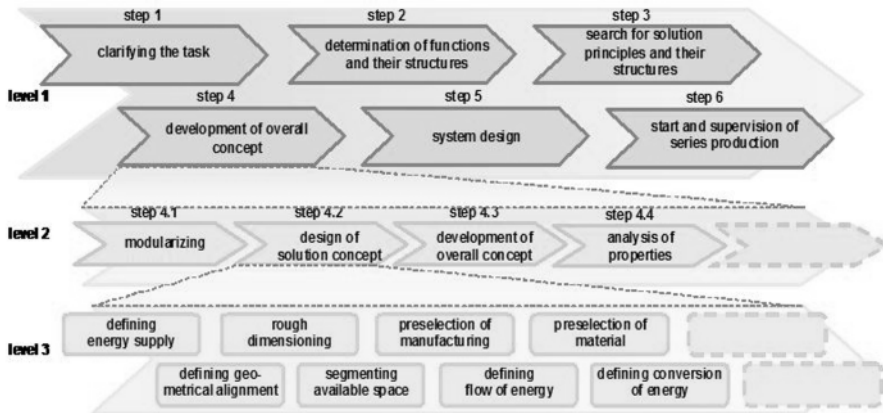 step 1
step 2
step 3
clarifying the task
determination of functions
and their structures
search for solution
principles and their
structures
level 1
step 4
step 5
step 6
development of overall
concept
system design
start and supervision of
series production
step 4.1
step 4.2
step 4.3
step 4.4
level 2
modularizing
design of
solution concept
development of
overall concept
analysis of
properties
level 3
defining
energy supply
rough
dimensioning
preselection of
manufacturing
preselection of
material
defining geo-
metrical alignment
segmenting
available space
defining
flow of energy
defining conversion
of energy